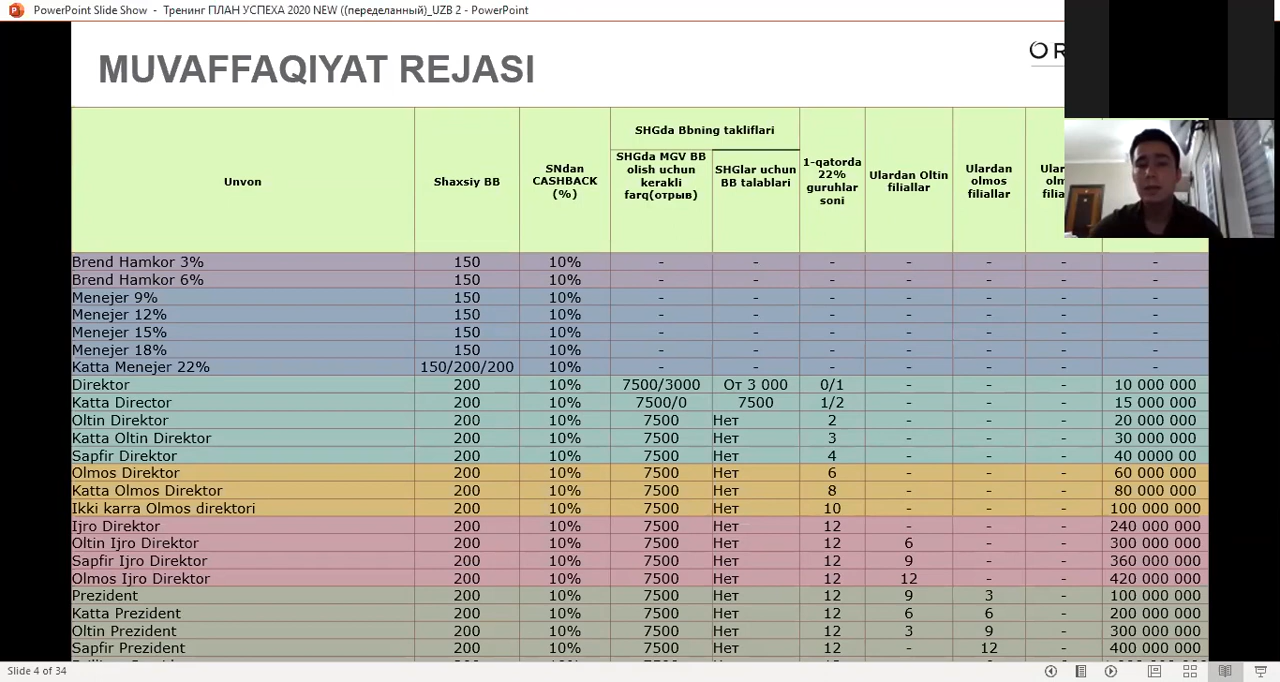 PowerPoint Slide Show - Тренинг ПЛАН УСПЕХА 2020 NEW ((переделанный)_UZB 2 - PowerPoint
MUVAFFAQIYAT REJASI
Unvon
Shaxsiy BB
SNdan CASHBACK (%)
SHGda Bbning takliflari
SHGda MGV BB olish uchun kerakli farq(отрыв)
SHGlar uchun BB talablari
1-qatorda 22% guruhlar soni
Ulardan Oltin filiallar
Ulardan olmos filiallar
Brend Hamkor 3% 150 10% - - - - - - -
Brend Hamkor 6% 150 10% - - - - - - -
Menejer 9% 150 10% - - - - - - -
Menejer 12% 150 10% - - - - - - -
Menejer 15% 150 10% - - - - - - -
Menejer 18% 150 10% - - - - - - -
Katta Menejer 22% 150/200/200 10% - - - - - - -
Direktor 200 10% 7500/3000 От 3 000 0/1 - - - 10 000 000
Katta Director 200 10% 7500/0 7500 1/2 - - - 15 000 000
Oltin Direktor 200 10% 7500 Нет 2 - - - 20 000 000
Katta Oltin Direktor 200 10% 7500 Нет 3 - - - 30 000 000
Sapfir Direktor 200 10% 7500 Нет 4 - - - 40 0000 00
Olmos Direktor 200 10% 7500 Нет 6 - - - 60 000 000
Katta Olmos Direktor 200 10% 7500 Нет 8 - - - 80 000 000
Ikki karra Olmos direktori 200 10% 7500 Нет 10 - - - 100 000 000
Ijro Direktor 200 10% 7500 Нет 12 - - - 240 000 000
Oltin Ijro Direktor 200 10% 7500 Нет 12 6 - - 300 000 000
Sapfir Ijro Direktor 200 10% 7500 Нет 12 9 - - 360 000 000
Olmos Ijro Direktor 200 10% 7500 Нет 12 12 - - 420 000 000
Prezident 200 10% 7500 Нет 12 9 3 - 100 000 000
Katta Prezident 200 10% 7500 Нет 12 6 6 - 200 000 000
Oltin Prezident 200 10% 7500 Нет 12 3 9 - 300 000 000
Sapfir Prezident 200 10% 7500 Нет 12 - 12 - 400 000 000
Slide 4 of 34